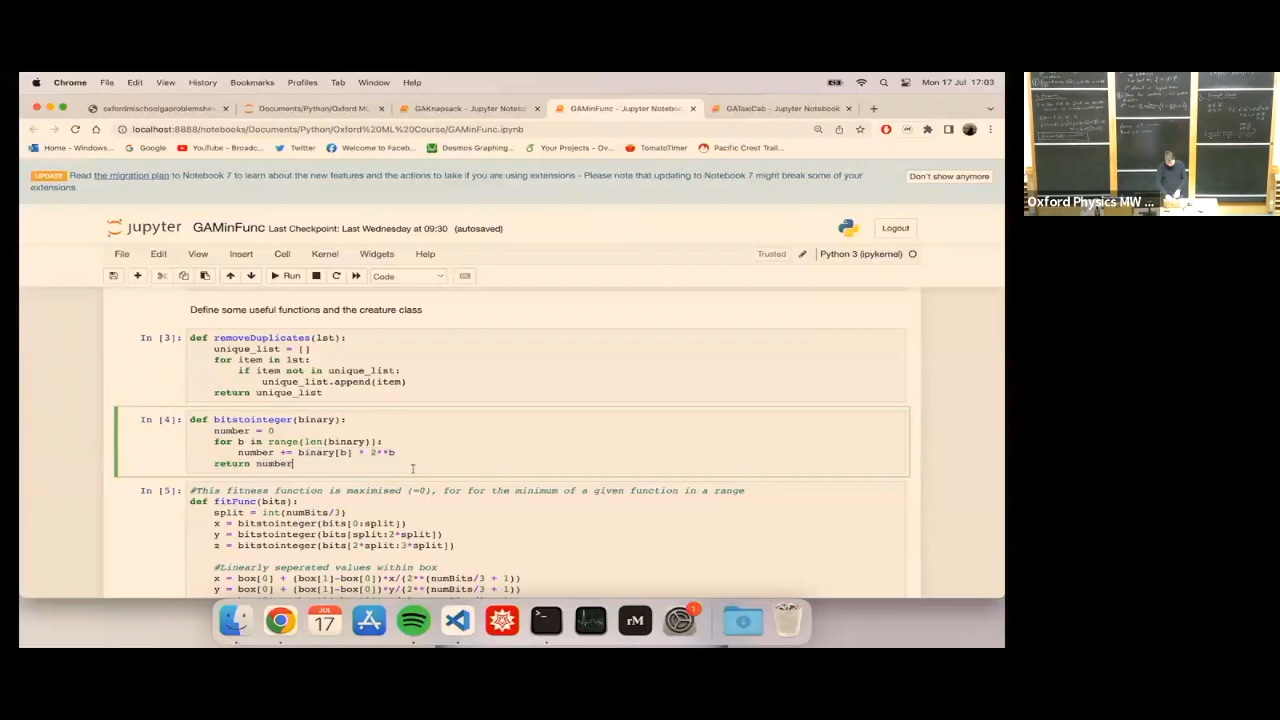 Chrome File Edit View History Bookmarks Profiles Tab Window Help Mon 17 Jul 17:03
oxfordmlschool/gaproblemshe Documents/Python/Oxford ML GAKnapsack - Jupyter Notebo GAMinFunc - Jupyter Notebook GATaxiCab - Jupyter Notebook
localhost:8888/notebooks/Documents/Python/Oxford%20ML%20Course/GAMinFunc.ipynb
Home - Windows... Google YouTube - Broadc... Twitter Welcome to Faceb... Desmos Graphing... Your Projects - Ov... TomatoTimer Pacific Crest Trail...
UPDATE Read the migration plan to Notebook 7 to learn about the new features and the actions to take if you are using extensions - Please note that updating to Notebook 7 might break some of your
extensions.
Don't show anymore
Oxford Physics MW ...
jupyter GAMinFunc Last Checkpoint: Last Wednesday at 09:30 (autosaved)
Logout
File Edit View Insert Cell Kernel Widgets Help
Trusted Python 3 (ipykernel)
Run Code
Define some useful functions and the creature class
In [3]: def removeDuplicates(lst):
unique_list = []
for item in lst:
if item not in unique_list:
unique_list.append(item)
return unique_list
In [4]: def bitstointeger(binary):
number = 0
for b in range(len(binary)):
number += binary[b] * 2**b
return number
In [5]: #This fitness function is maximised (=0), for for the minimum of a given function in a range
def fitFunc(bits):
split = int(numBits/3)
x = bitstointeger(bits[0:split])
y = bitstointeger(bits[split:2*split])
z = bitstointeger(bits[2*split:3*split])
#Linearly seperated values within box
x = box[0] + (box[1]-box[0])*x/(2**(numBits/3 + 1))
y = box[0] + (box[1]-box[0])*y/(2**(numBits/3 + 1))
JUL
17
rM
1